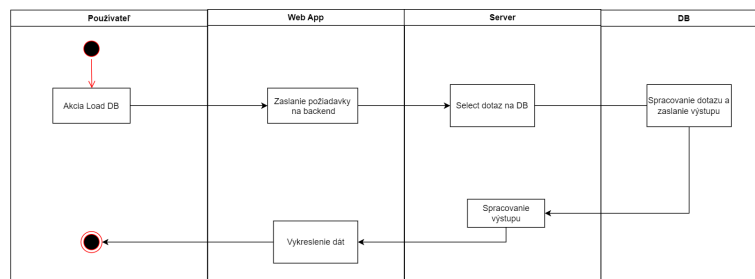 Používateľ
Web App
Server
DB
Akcia Load DB
Zaslanie požiadavky
na backend
Select dotaz na DB
Spracovanie dotazu a
zaslanie výstupu
Spracovanie
výstupu
Vykreslenie dát